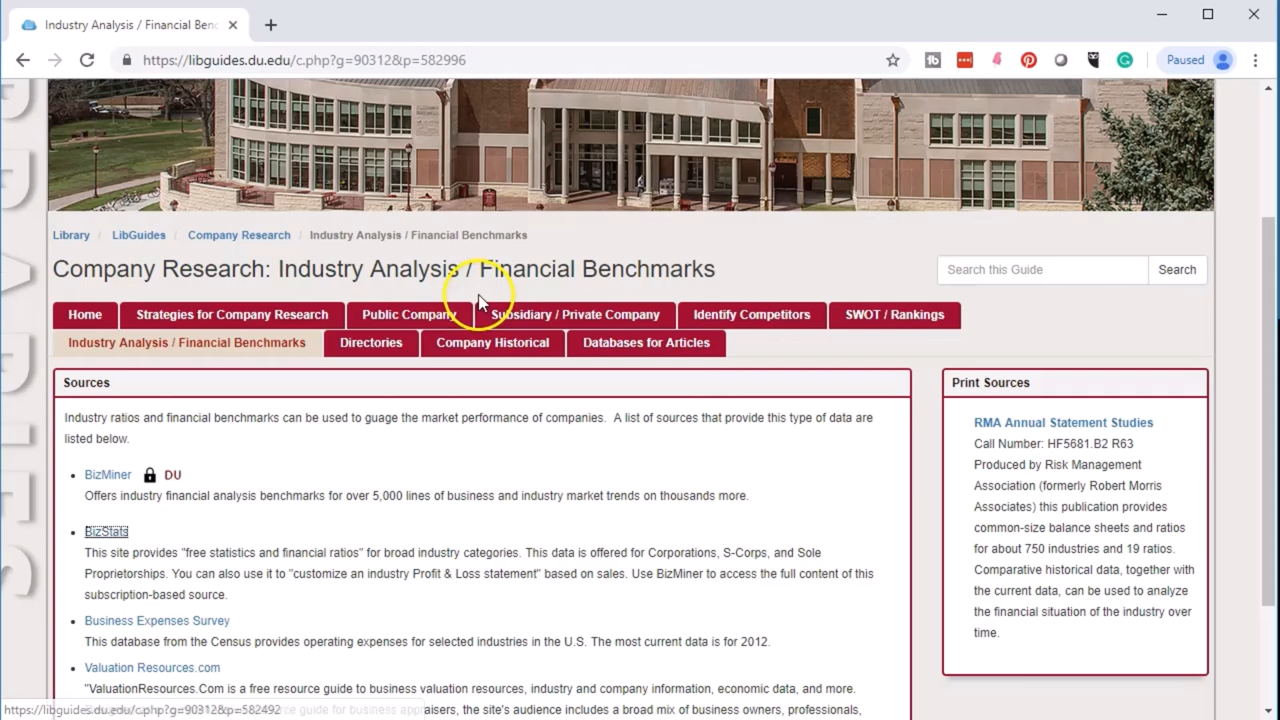 Industry Analysis / Financial Benc
https://libguides.du.edu/c.php?g=90312&p=582996
Paused
Library / LibGuides / Company Research / Industry Analysis / Financial Benchmarks
Company Research: Industry Analysis / Financial Benchmarks
Search this Guide
Search
Home
Strategies for Company Research
Public Company
Subsidiary / Private Company
Identify Competitors
SWOT / Rankings
Industry Analysis / Financial Benchmarks
Directories
Company Historical
Databases for Articles
Sources
Industry ratios and financial benchmarks can be used to guage the market performance of companies. A list of sources that provide this type of data are
listed below.
• BizMiner DU
Offers industry financial analysis benchmarks for over 5,000 lines of business and industry market trends on thousands more.
• BizStats
This site provides "free statistics and financial ratios" for broad industry categories. This data is offered for Corporations, S-Corps, and Sole
Proprietorships. You can also use it to "customize an industry Profit & Loss statement" based on sales. Use BizMiner to access the full content of this
subscription-based source.
• Business Expenses Survey
This database from the Census provides operating expenses for selected industries in the U.S. The most current data is for 2012.
• Valuation Resources.com
"ValuationResources.Com is a free resource guide to business valuation resources, industry and company information, economic data, and more.
guide for business appraisers, the site's audience includes a broad mix of business owners, professionals,
Print Sources
RMA Annual Statement Studies
Call Number: HF5681.B2 R63
Produced by Risk Management
Association (formerly Robert Morris
Associates) this publication provides
common-size balance sheets and ratios
for about 750 industries and 19 ratios.
Comparative historical data, together with
the current data, can be used to analyze
the financial situation of the industry over
time.
https://libguides.du.edu/c.php?g=90312&p=582492